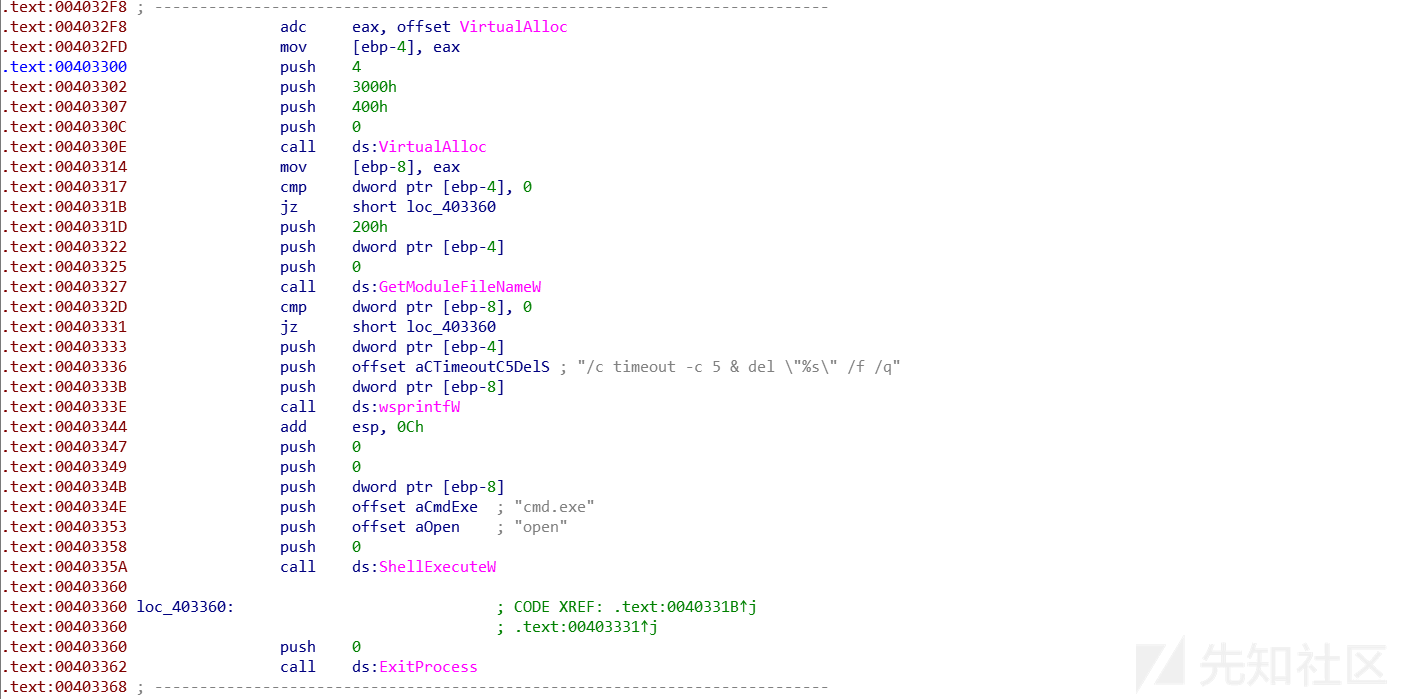 .text:004032F8 ; ---------------------------------------------------------------------------
.text:004032F8 adc eax, offset VirtualAlloc
.text:004032FD mov [ebp-4], eax
.text:00403300 push 4
.text:00403302 push 3000h
.text:00403307 push 400h
.text:0040330C push 0
.text:0040330E call ds:VirtualAlloc
.text:00403314 mov [ebp-8], eax
.text:00403317 cmp dword ptr [ebp-4], 0
.text:0040331B jz short loc_403360
.text:0040331D push 200h
.text:00403322 push dword ptr [ebp-4]
.text:00403325 push 0
.text:00403327 call ds:GetModuleFileNameW
.text:0040332D cmp dword ptr [ebp-8], 0
.text:00403331 jz short loc_403360
.text:00403333 push dword ptr [ebp-4]
.text:00403336 push offset aCTimeoutC5DelS ; "/c timeout -c 5 & del \"%s\" /f /q"
.text:0040333B push dword ptr [ebp-8]
.text:0040333E call ds:wsprintfW
.text:00403344 add esp, 0Ch
.text:00403347 push 0
.text:00403349 push 0
.text:0040334B push dword ptr [ebp-8]
.text:0040334E push offset aCmdExe ; "cmd.exe"
.text:00403353 push offset aOpen ; "open"
.text:00403358 push 0
.text:0040335A call ds:ShellExecuteW
.text:00403360
.text:00403360 loc_403360: ; CODE XREF: .text:0040331B↑j
.text:00403360 ; .text:00403331↑j
.text:00403360 push 0
.text:00403362 call ds:ExitProcess
.text:00403368 ; ---------------------------------------------------------------------------
先知社区